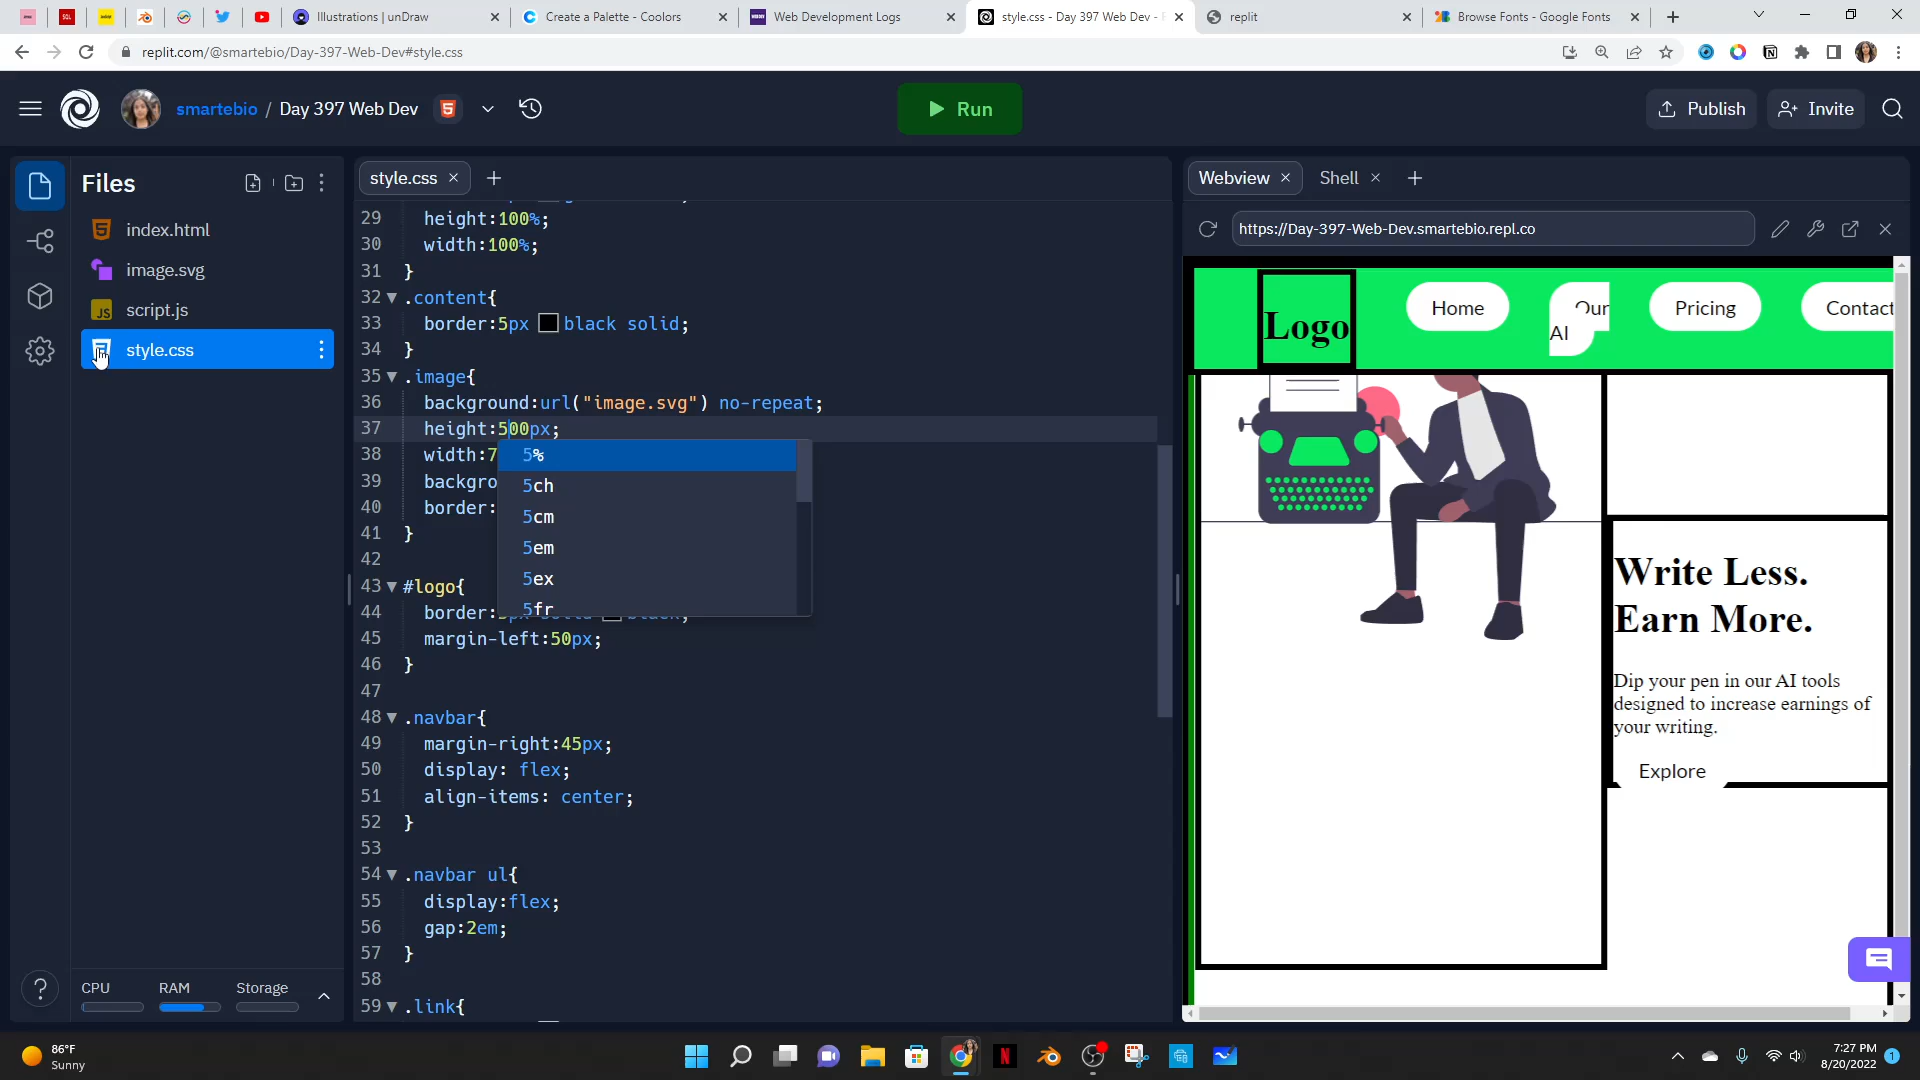 SQL
Illustrations | unDraw
Create a Palette - Coolors
Web Development Logs
style.css - Day 37 Web Dev -
replit
Browse Fonts - Google Fonts
replit.com/@smartebio/Day-397-Web-Dev#style.css
smartebio / Day 397 Web Dev
Run
Publish
Invite
Files
index.html
image.svg
JS script.js
style.css
CPU
RAM
Storage
style.css
29 height:100%;
30 width:100%;
31 }
32 .content{
33 border:5px black solid;
34 }
35 .image{
36 background:url("image.svg") no-repeat;
37 height:500px;
38 width:7
39 backgro
40 border:
41 }
42
43 #logo{
44 border:5px solid black;
45 margin-left:50px;
46 }
47
48 .navbar{
49 margin-right:45px;
50 display: flex;
51 align-items: center;
52 }
53
54 .navbar ul{
55 display:flex;
56 gap:2em;
57 }
58
59 .link{
5%
5ch
5cm
5em
5ex
5fr
Webview
Shell
https://Day-397-Web-Dev.smartebio.repl.co
Logo
Home
Our
AI
Pricing
Contact
Write Less.
Earn More.
Dip your pen in our AI tools
designed to increase earnings of
your writing.
Explore
86°F
Sunny
N
7:27 PM
8/20/2022
1